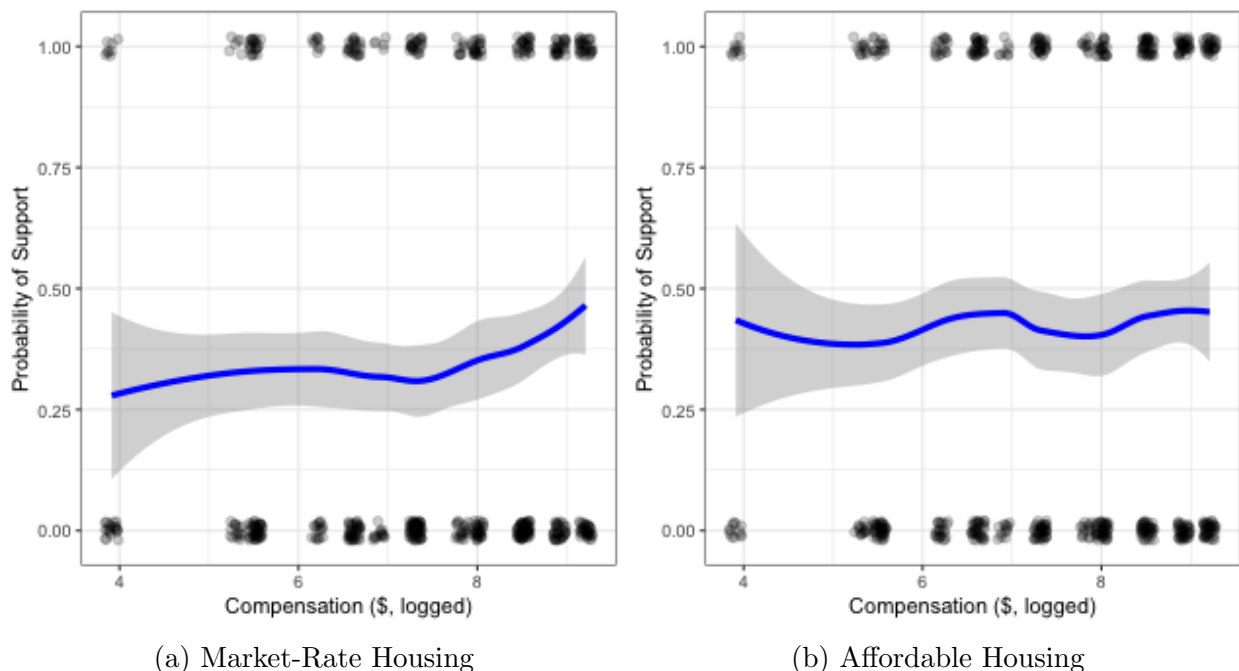 1.00
0.75
0.50
0.25
0.00
Probability of Support
4 6 8
Compensation ($, logged)
(a) Market-Rate Housing
1.00
0.75
0.50
0.25
0.00
Probability of Support
4 6 8
Compensation ($, logged)
(b) Affordable Housing